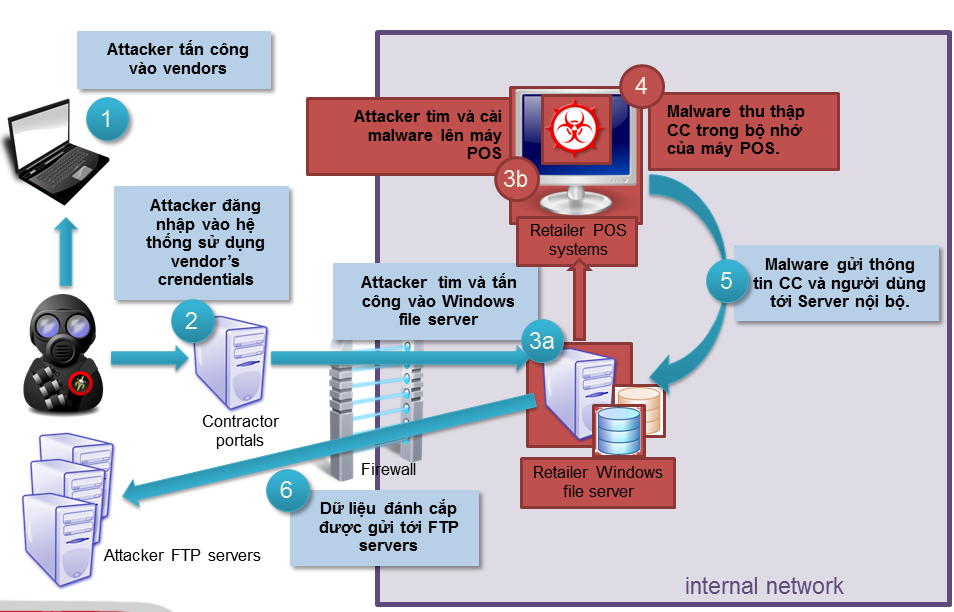 Attacker tấn công
vào vendors
1
Attacker tìm và cài
malware lên máy
POS
3b
4
Malware thu thập
CC trong bộ nhớ
của máy POS.
Attacker đăng
nhập vào hệ
thống sử dụng
vendor's
crendentials
2
Retailer POS
systems
Attacker tìm và tấn
công vào Windows
file server
3a
5
Malware gửi thông
tin CC và người dùng
tới Server nội bộ.
Contractor
portals
Firewall
Retailer Windows
file server
6
Dữ liệu đánh cắp
được gửi tới FTP
servers
Attacker FTP servers
internal network